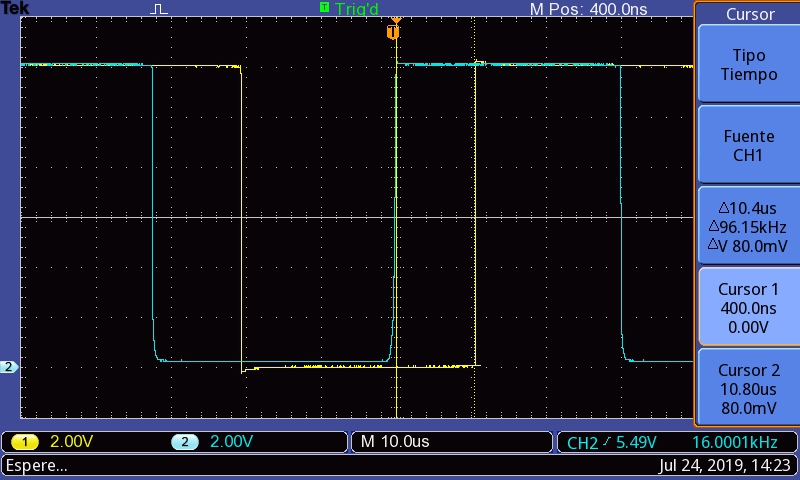 Tek
T Trig'd
M Pos: 400.0ns
Cursor
T
Tipo
Tiempo
Fuente
CH1
△10.4us
△96.15kHz
△V 80.0mV
Cursor 1
400.0ns
0.00V
Cursor 2
10.80us
80.0mV
2
1 2.00V
2 2.00V
M 10.0us
CH2 / 5.49V 16.0001kHz
Espere...
Jul 24, 2019, 14:23